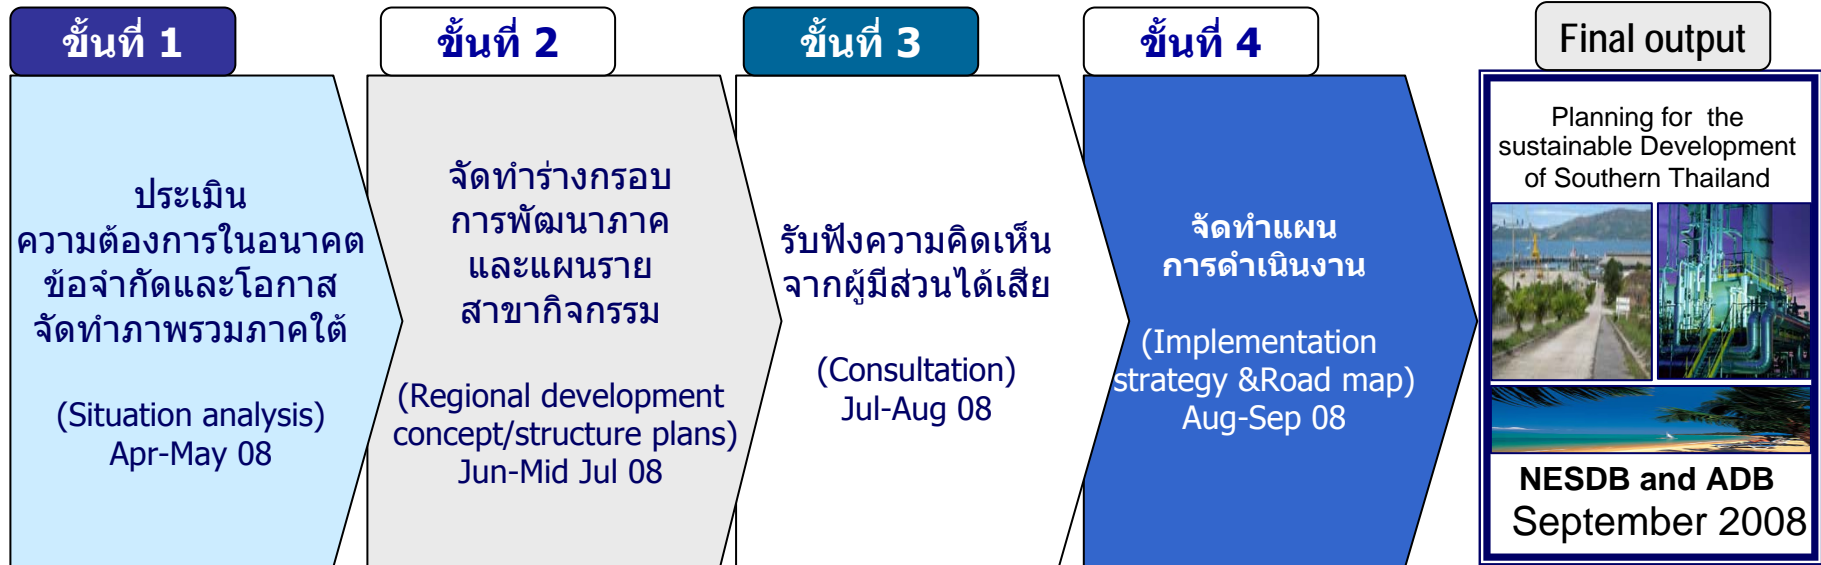 ขั้นที่ 1
ประเมิน
ความต้องการในอนาคต
ข้อจำกัดและโอกาส
จัดทำภาพรวมภาคใต้
(Situation analysis)
Apr-May 08
ขั้นที่ 2
จัดทำร่างกรอบ
การพัฒนาภาค
และแผนราย
สาขากิจกรรม
(Regional development
concept/structure plans)
Jun-Mid Jul 08
ขั้นที่ 3
รับฟังความคิดเห็น
จากผู้มีส่วนได้เสีย
(Consultation)
Jul-Aug 08
ขั้นที่ 4
จัดทำแผน
การดำเนินงาน
(Implementation
strategy &Road map)
Aug-Sep 08
Final output
Planning for the
sustainable Development
of Southern Thailand
NESDB and ADB
September 2008